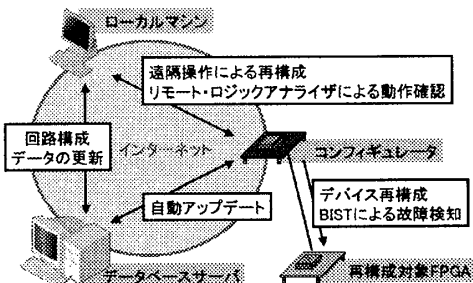 ローカルマシン
遠隔操作による再構成
リモート・ロジックアナライザによる動作確認
回路構成
データの更新
インターネット
コンフィギュレータ
自動アップデート
デバイス再構成
BISTによる故障検知
データベースサーバ
再構成対象FPGA